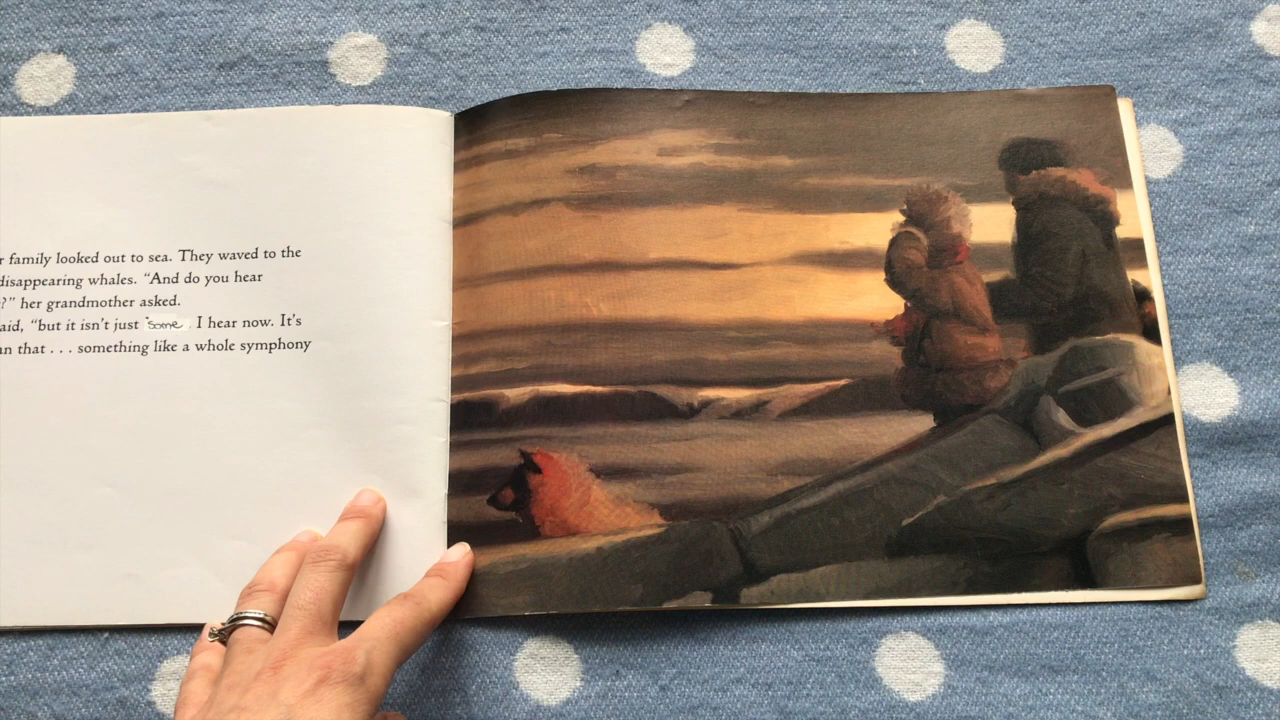 r family looked out to sea. They waved to the
disappearing whales. “And do you hear
?” her grandmother asked.
aid, “but it isn't just some . I hear now. It's
an that . . . something like a whole symphony